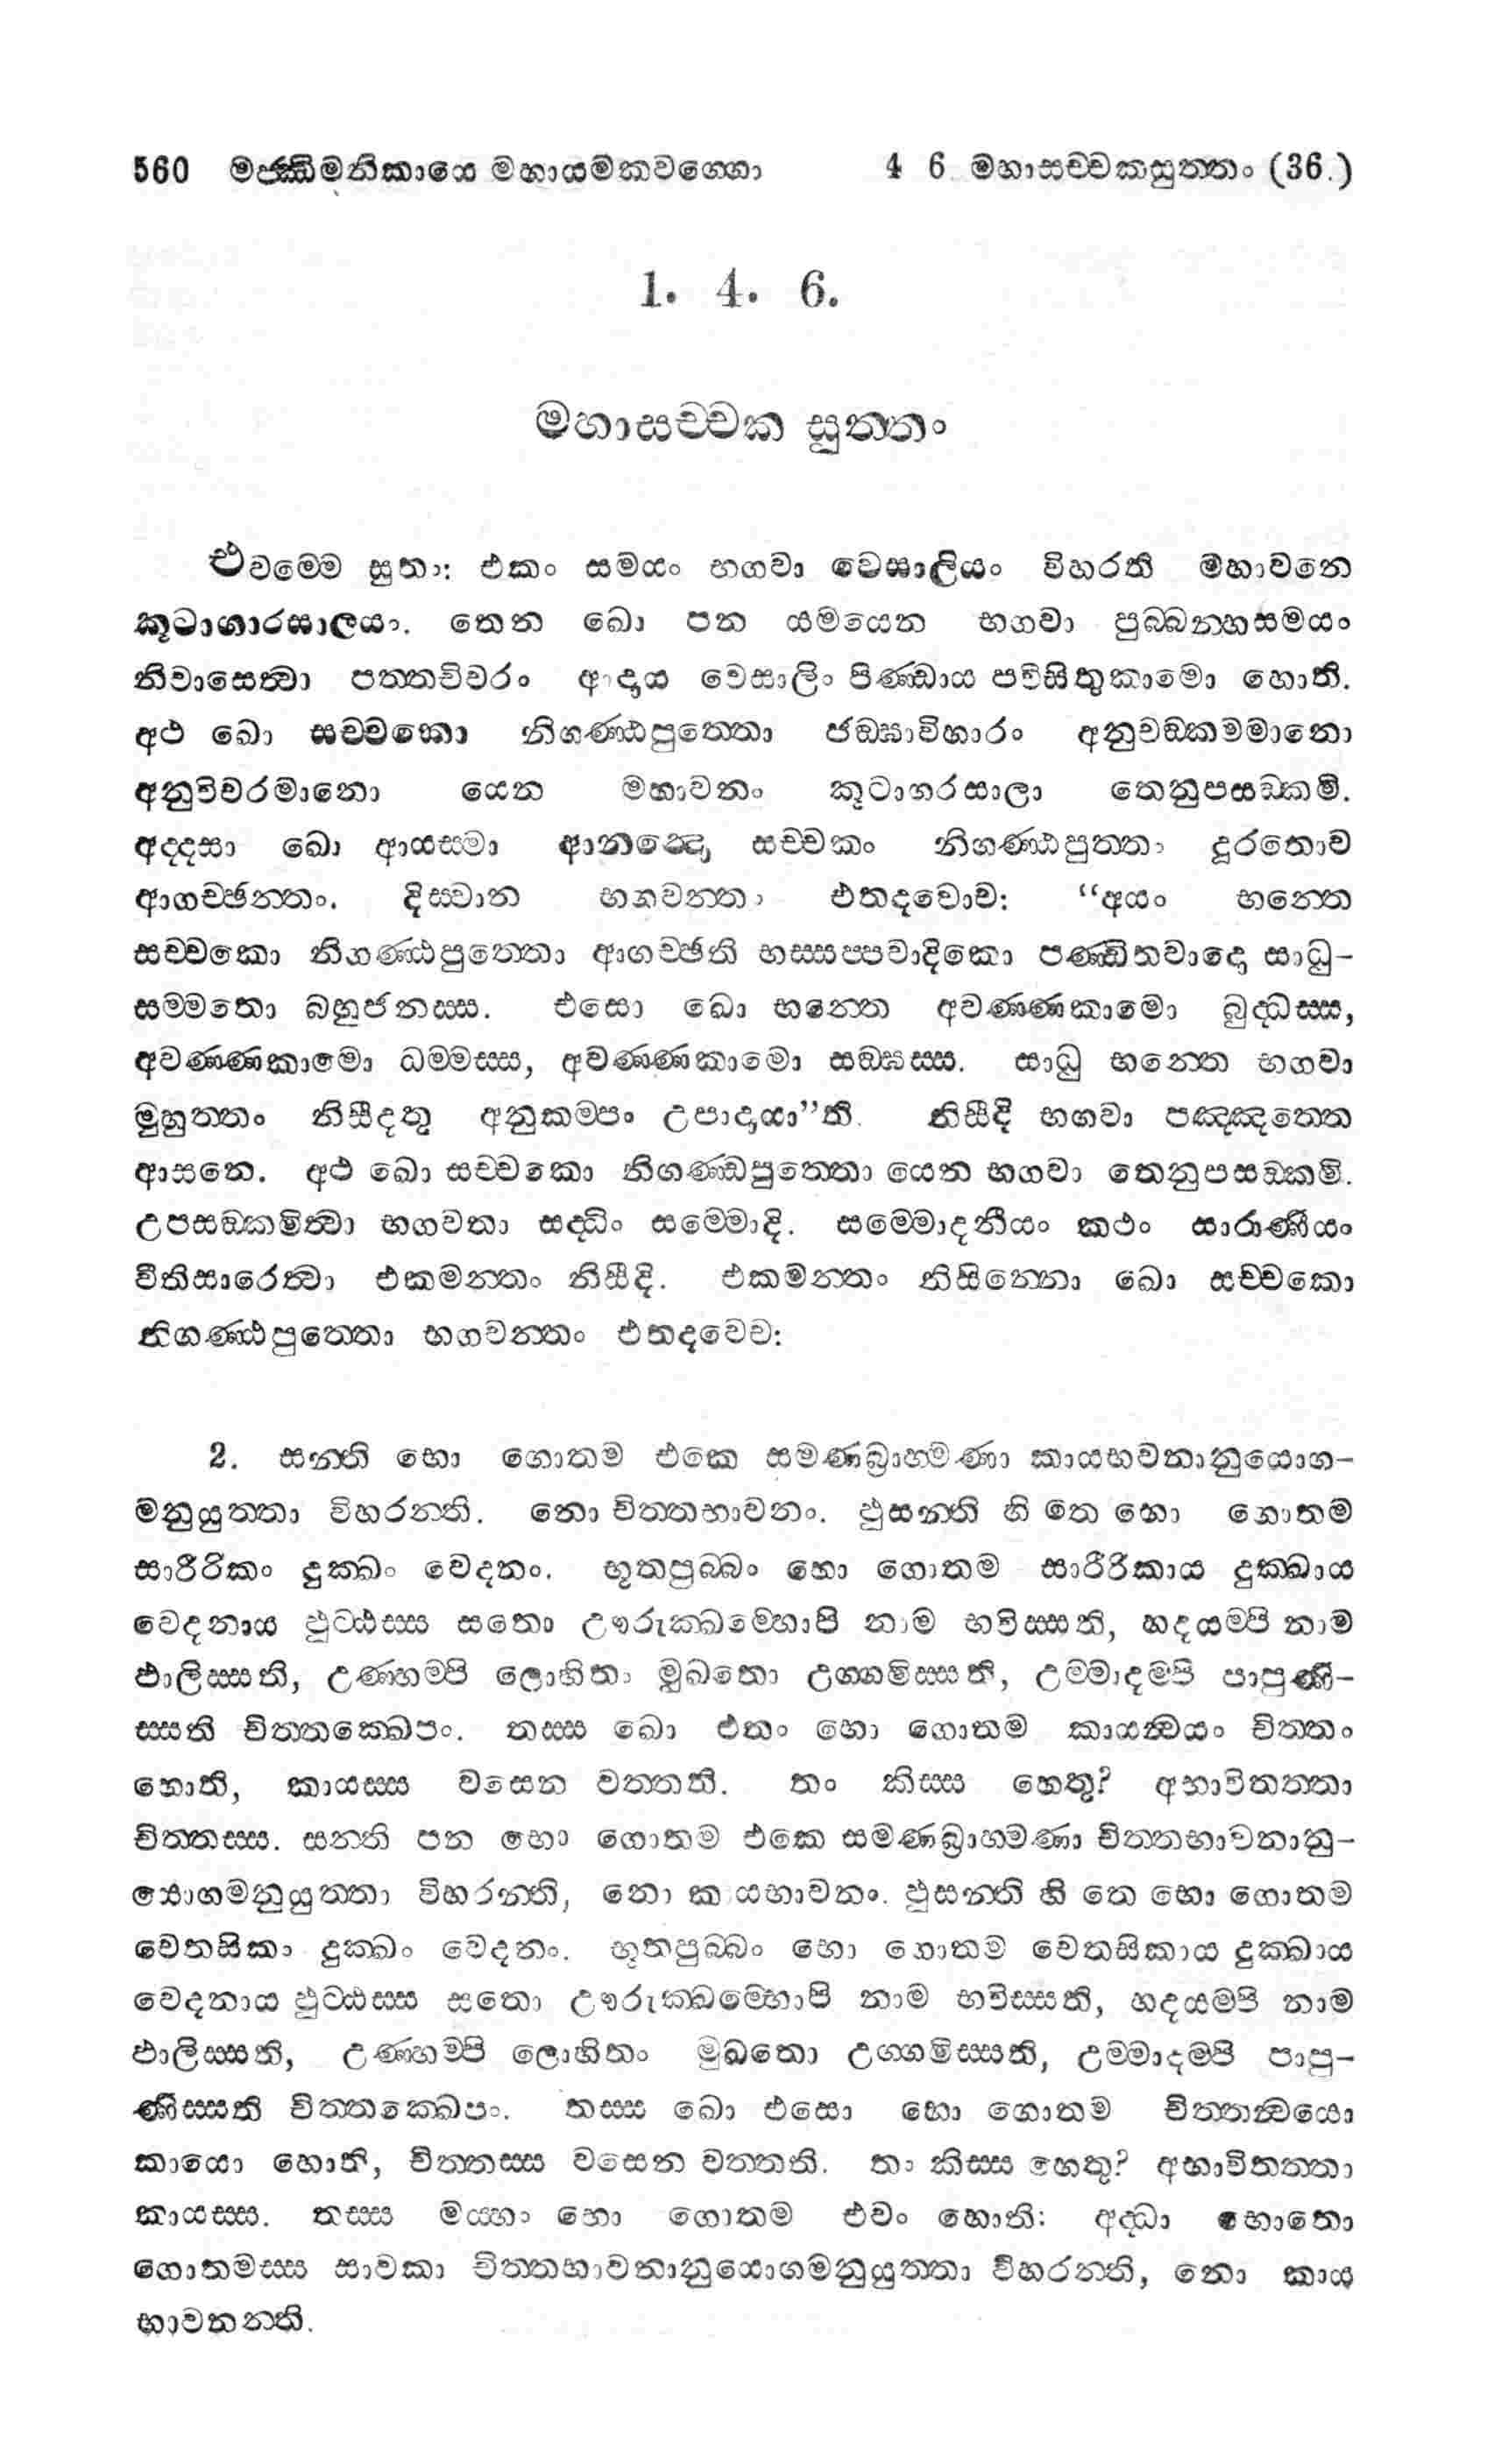 560 මජ්ඣිමනිකායෙ මහායමකවග්ගො 4 6 මහාසච්චකසුත්තං (36.)
1. 4. 6.
මහාසච්චක සුත්තං
එවම්මෙ සුතං: එකං සමයං භගවා වෙසාලියං විහරති මහාවනෙ
කූටාගාරසාලයං. තෙන ඛො පන යමයෙන භගවා පුබ්බන්හසමයං
නිවාසෙත්වා පත්තචිවරං ආදාය වෙසාලිං පිණ්ඩාය පවිසිතුකාමො හොති.
අථ ඛො සච්චකො නිගණ්ඨපුත්තො ජඞ්ඝාවිහාරං අනුචඞ්කමමානො
අනුවිචරමානො යෙන මහාවනං කූටාගරසාලා තෙනුපසඞ්කමි.
අද්දසා ඛො ආයස්මා ආනන්දො සච්චකං නිගණ්ඨපුත්තං දූරතොව
ආගච්ඡන්තං. දිස්වාන භගවන්තං එතදවොච: “අයං භන්තෙ
සච්චකො නිගණ්ඨපුත්තො ආගච්ඡති භස්සප්පවාදිකො පණ්ඩිතවාදො සාධු-
සම්මතො බහුජනස්ස. එසො ඛො භන්තෙ අවණ්ණකාමො බුද්ධස්ස,
අවණ්ණකාමො ධම්මස්ස, අවණ්ණකාමො සඞ්ඝස්ස. සාධු භන්තෙ භගවා
මුහුත්තං නිසීදතු අනුකම්පං උපාදායා”ති. නිසීදි භගවා පඤ්ඤත්තෙ
ආසනෙ. අථ ඛො සච්චකො නිගණ්ඩපුත්තො යෙන භගවා තෙනුපසඞ්කමි.
උපසඞ්කමිත්වා භගවතා සද්ධිං සම්මොදි. සම්මොදනීයං කථං සාරාණීයං
වීතිසාරෙත්වා එකමන්තං නිසීදි. එකමන්තං නිසින්නො ඛො සච්චකො
නිගණ්ඨපුත්තො භගවන්තං එතදවෙච:
2. සන්ති භො ගොතම එකෙ සමණබ්‍රාහ්මණා කායභවනානුයොග-
මනුයුත්තා විහරන්ති. නො චිත්තභාවනං. ඵුසන්ති හි තෙ භො ගොතම
සාරීරිකං දුක්ඛං වෙදනං. භූතපුබ්බං භො ගොතම සාරීරිකාය දුක්ඛාය
වෙදනාය ඵුට්ඨස්ස සතො ඌරුක්ඛම්භොපි නාම භවිස්සති, හදයම්පි නාම
ඵාලිස්සති, උණ්හම්පි ලොහිතං මුඛතො උග්ගමිස්සති, උම්මාදම්පි පාපුණි-
ස්සති චිත්තක්ඛෙපං. තස්ස ඛො එතං භො ගොතම කායන්වයං චිත්තං
හොති, කායස්ස වසෙන වත්තති. තං කිස්ස හෙතු? අභාවිතත්තා
චිත්තස්ස. සන්ති පන භො ගොතම එකෙ සමණබ්‍රාහ්මණා චිත්තභාවනානු-
යොගමනුයුත්තා විහරන්ති, නො කායභාවනං. ඵුසන්ති හි තෙ භො ගොතම
චෙතසිකං දුක්ඛං වෙදනං. භූතපුබ්බං භො ගොතම චෙතසිකාය දුක්ඛාය
වෙදනාය ඵුට්ඨස්ස සතො ඌරුක්ඛම්භොපි නාම භවිස්සති, හදයම්පි නාම
ඵාලිස්සති, උණ්හම්පි ලොහිතං මුඛතො උග්ගමිස්සති, උම්මාදම්පි පාපු-
ණිස්සති චිත්තක්ඛෙපං. තස්ස ඛො එසො භො ගොතම චිත්තන්වයො
කායො හොති, චිත්තස්ස වසෙන වත්තති. තං කිස්ස හෙතු? අභාවිතත්තා
කායස්ස. තස්ස මය්හං භො ගොතම එවං හොති: අද්ධා භොතො
ගොතමස්ස සාවකා චිත්තභාවනානුයොගමනුයුත්තා විහරන්ති, නො කාය
භාවනන්ති.